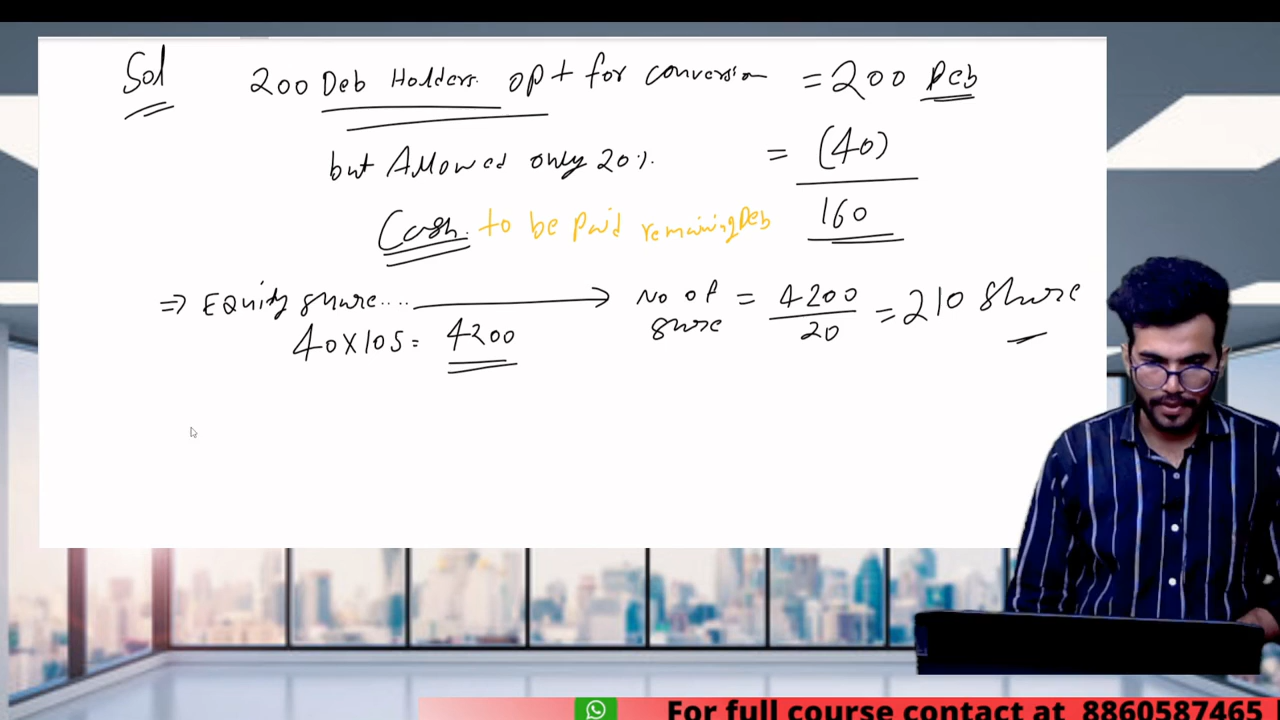 Sol 200 Deb Holders opt for conversion = 200 Deb
but Allowed only 20% = (40)
Cash to be paid remaining Deb 160
⇒ Equity share.... → No of share = 4200/20 = 210 share
40 X 105 = 4200
For full course contact at 8860587465